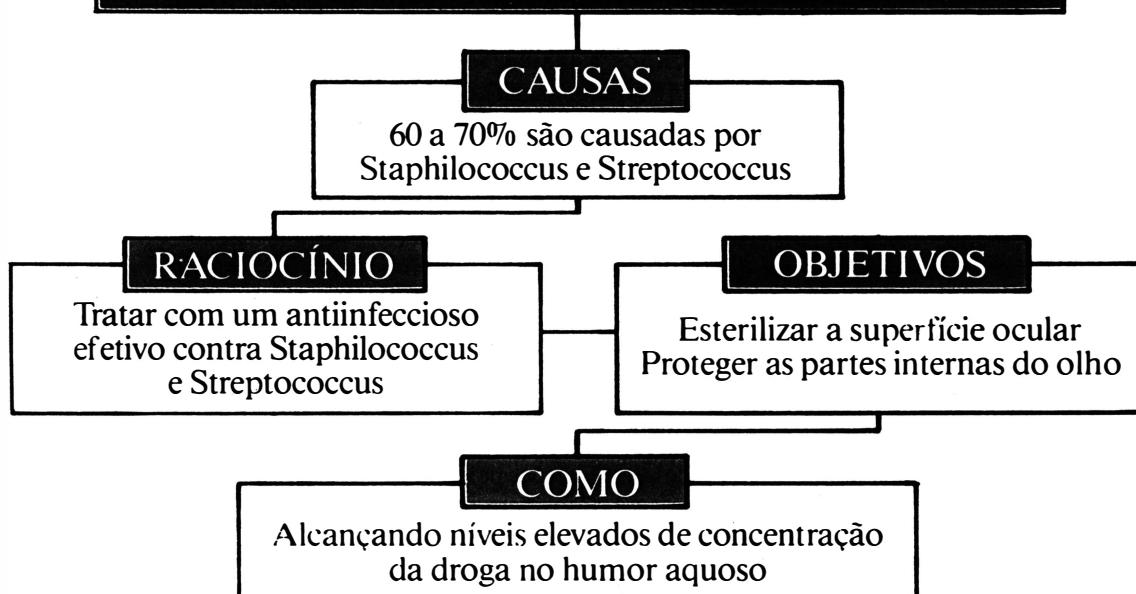 CAUSAS
60 a 70% são causadas por
Staphilococcus e Streptococcus
RACIOCÍNIO
Tratar com um antiinfeccioso
efetivo contra Staphilococcus
e Streptococcus
OBJETIVOS
Esterilizar a superfície ocular
Proteger as partes internas do olho
COMO
Alcançando níveis elevados de concentração
da droga no humor aquoso